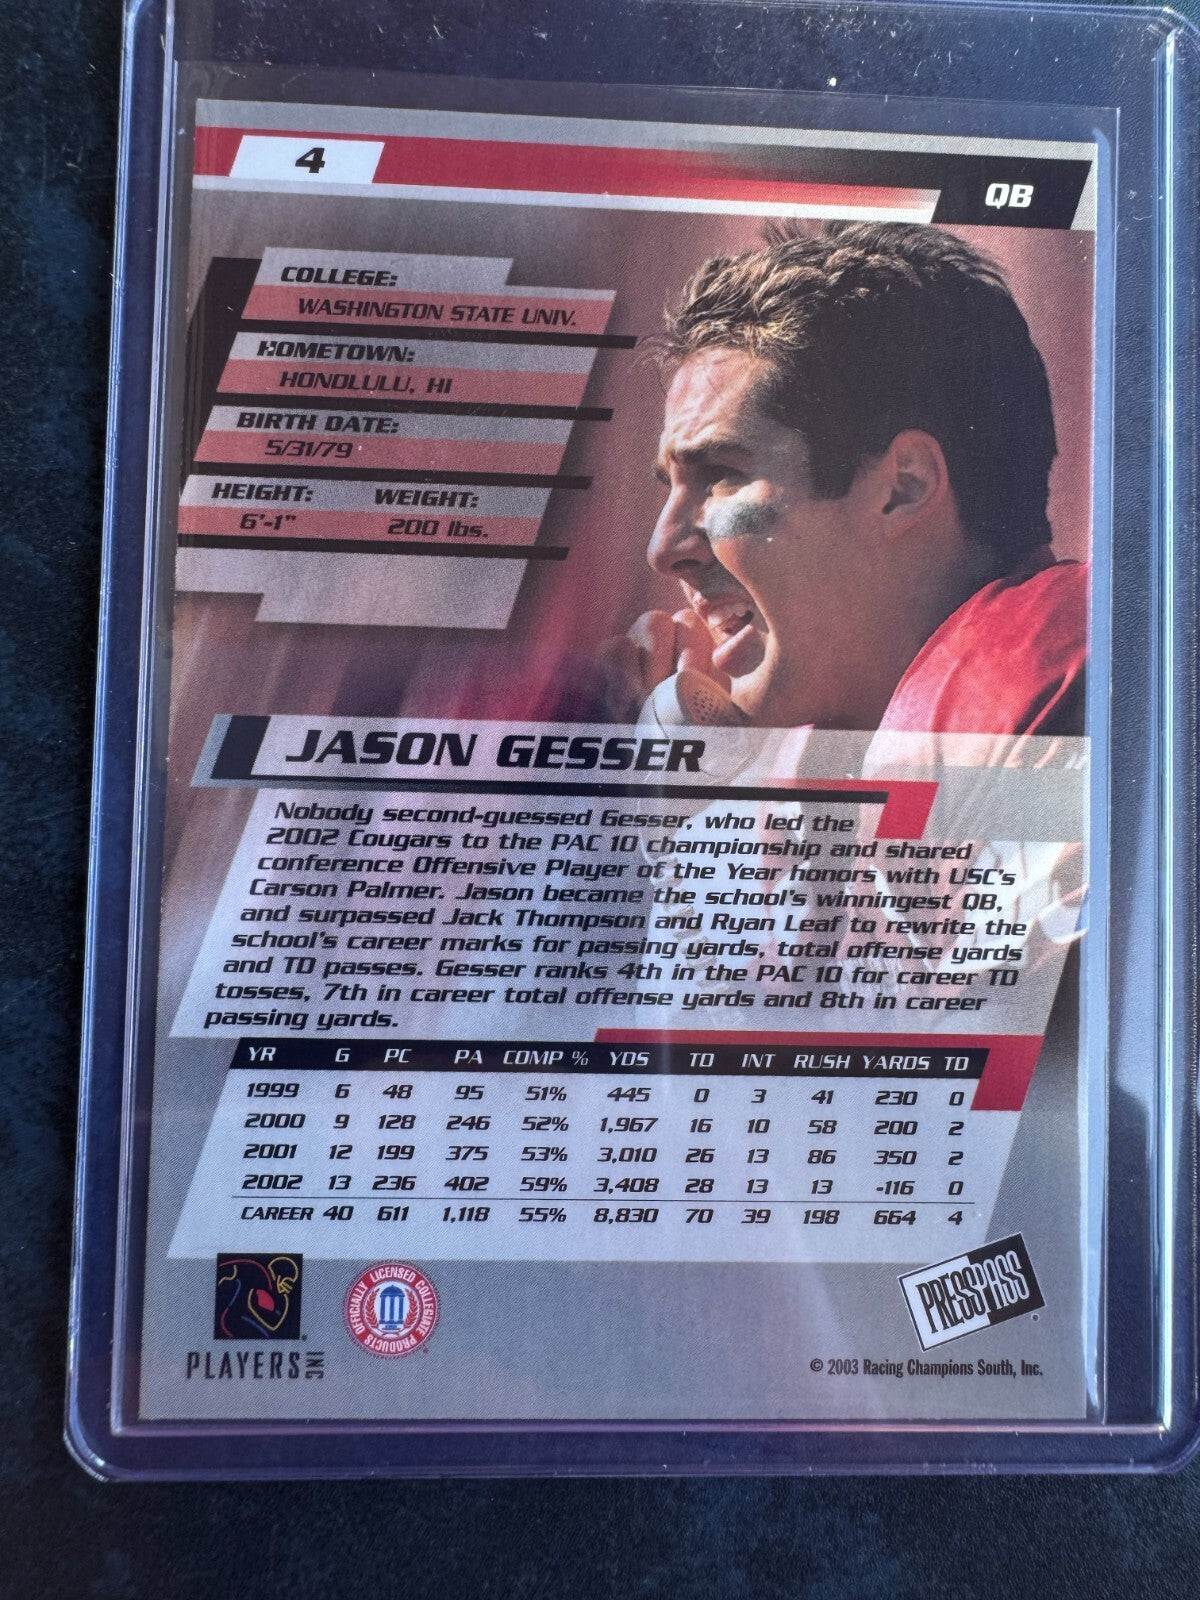 4
QB
COLLEGE:
WASHINGTON STATE UNIV.
HOMETOWN:
HONOLULU, HI
BIRTH DATE:
5/31/79
HEIGHT: WEIGHT:
6'-1" 200 lbs.
JASON GESSER
Nobody second-guessed Gesser, who led the
2002 Cougars to the PAC 10 championship and shared
conference Offensive Player of the Year honors with USC's
Carson Palmer. Jason became the school's winningest QB,
and surpassed Jack Thompson and Ryan Leaf to rewrite the
school's career marks for passing yards, total offense yards
and TD passes. Gesser ranks 4th in the PAC 10 for career TD
tosses, 7th in career total offense yards and 8th in career
passing yards.
YR G PC PA COMP % YDS TD INT RUSH YARDS TD
1999 6 48 95 51% 445 0 3 41 230 0
2000 9 128 246 52% 1,967 16 10 58 200 2
2001 12 199 375 53% 3,010 26 13 86 350 2
2002 13 236 402 59% 3,408 28 13 13 -116 0
CAREER 40 611 1,118 55% 8,830 70 39 198 664 4
PLAYERS INC
OFFICIALLY LICENSED COLLEGIATE PRODUCTS
PRESS PASS
© 2003 Racing Champions South, Inc.